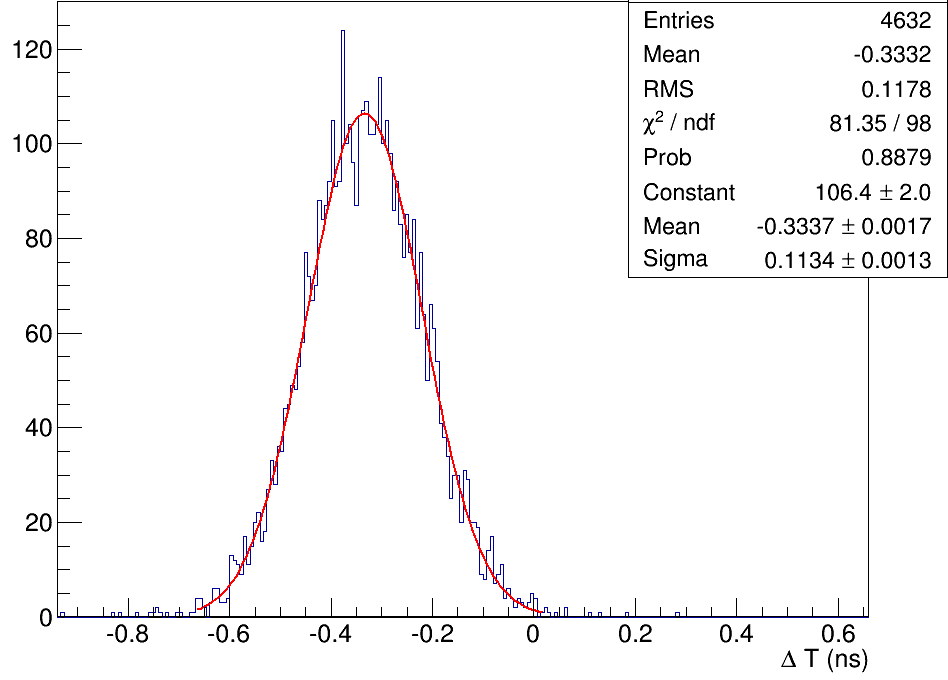 Entries 4632
Mean -0.3332
RMS 0.1178
χ² / ndf 81.35 / 98
Prob 0.8879
Constant 106.4 ± 2.0
Mean -0.3337 ± 0.0017
Sigma 0.1134 ± 0.0013
120
100
80
60
40
20
0
-0.8 -0.6 -0.4 -0.2 0 0.2 0.4 0.6
Δ T (ns)